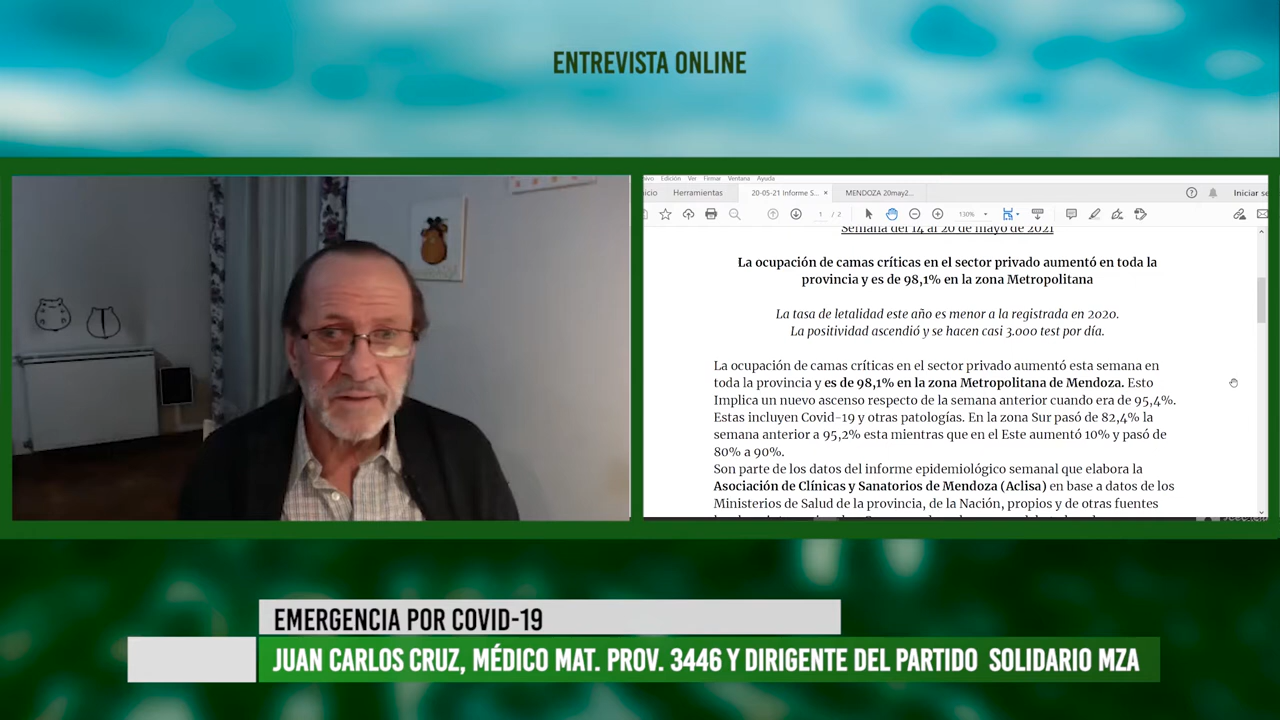 ENTREVISTA ONLINE
Edición Ver Firmar Ventana Ayuda
Herramientas 20-05-21 Informe S... × MENDOZA 20may2... Iniciar
1 / 2 130%
Semana del 14 al 20 de mayo de 2021
La ocupación de camas críticas en el sector privado aumentó en toda la
provincia y es de 98,1% en la zona Metropolitana
La tasa de letalidad este año es menor a la registrada en 2020.
La positividad ascendió y se hacen casi 3.000 test por día.
La ocupación de camas críticas en el sector privado aumentó esta semana en
toda la provincia y es de 98,1% en la zona Metropolitana de Mendoza. Esto
Implica un nuevo ascenso respecto de la semana anterior cuando era de 95,4%.
Estas incluyen Covid-19 y otras patologías. En la zona Sur pasó de 82,4% la
semana anterior a 95,2% esta mientras que en el Este aumentó 10% y pasó de
80% a 90%.
Son parte de los datos del informe epidemiológico semanal que elabora la
Asociación de Clínicas y Sanatorios de Mendoza (Aclisa) en base a datos de los
Ministerios de Salud de la provincia, de la Nación, propios y de otras fuentes
EMERGENCIA POR COVID-19
JUAN CARLOS CRUZ, MÉDICO MAT. PROV. 3446 Y DIRIGENTE DEL PARTIDO SOLIDARIO MZA